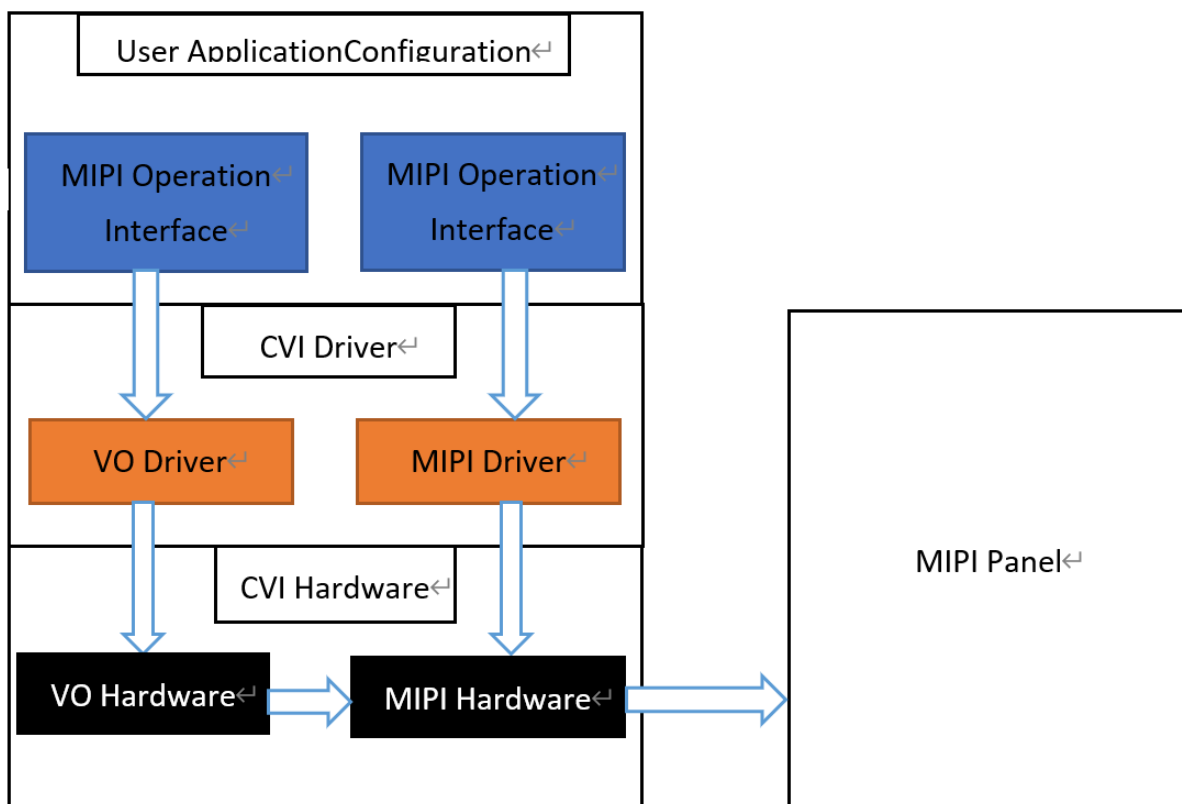 User ApplicationConfiguration↵
MIPI Operation↵
Interface↵
MIPI Operation↵
Interface↵
CVI Driver↵
VO Driver↵
MIPI Driver↵
CVI Hardware↵
VO Hardware↵
MIPI Hardware↵
MIPI Panel↵